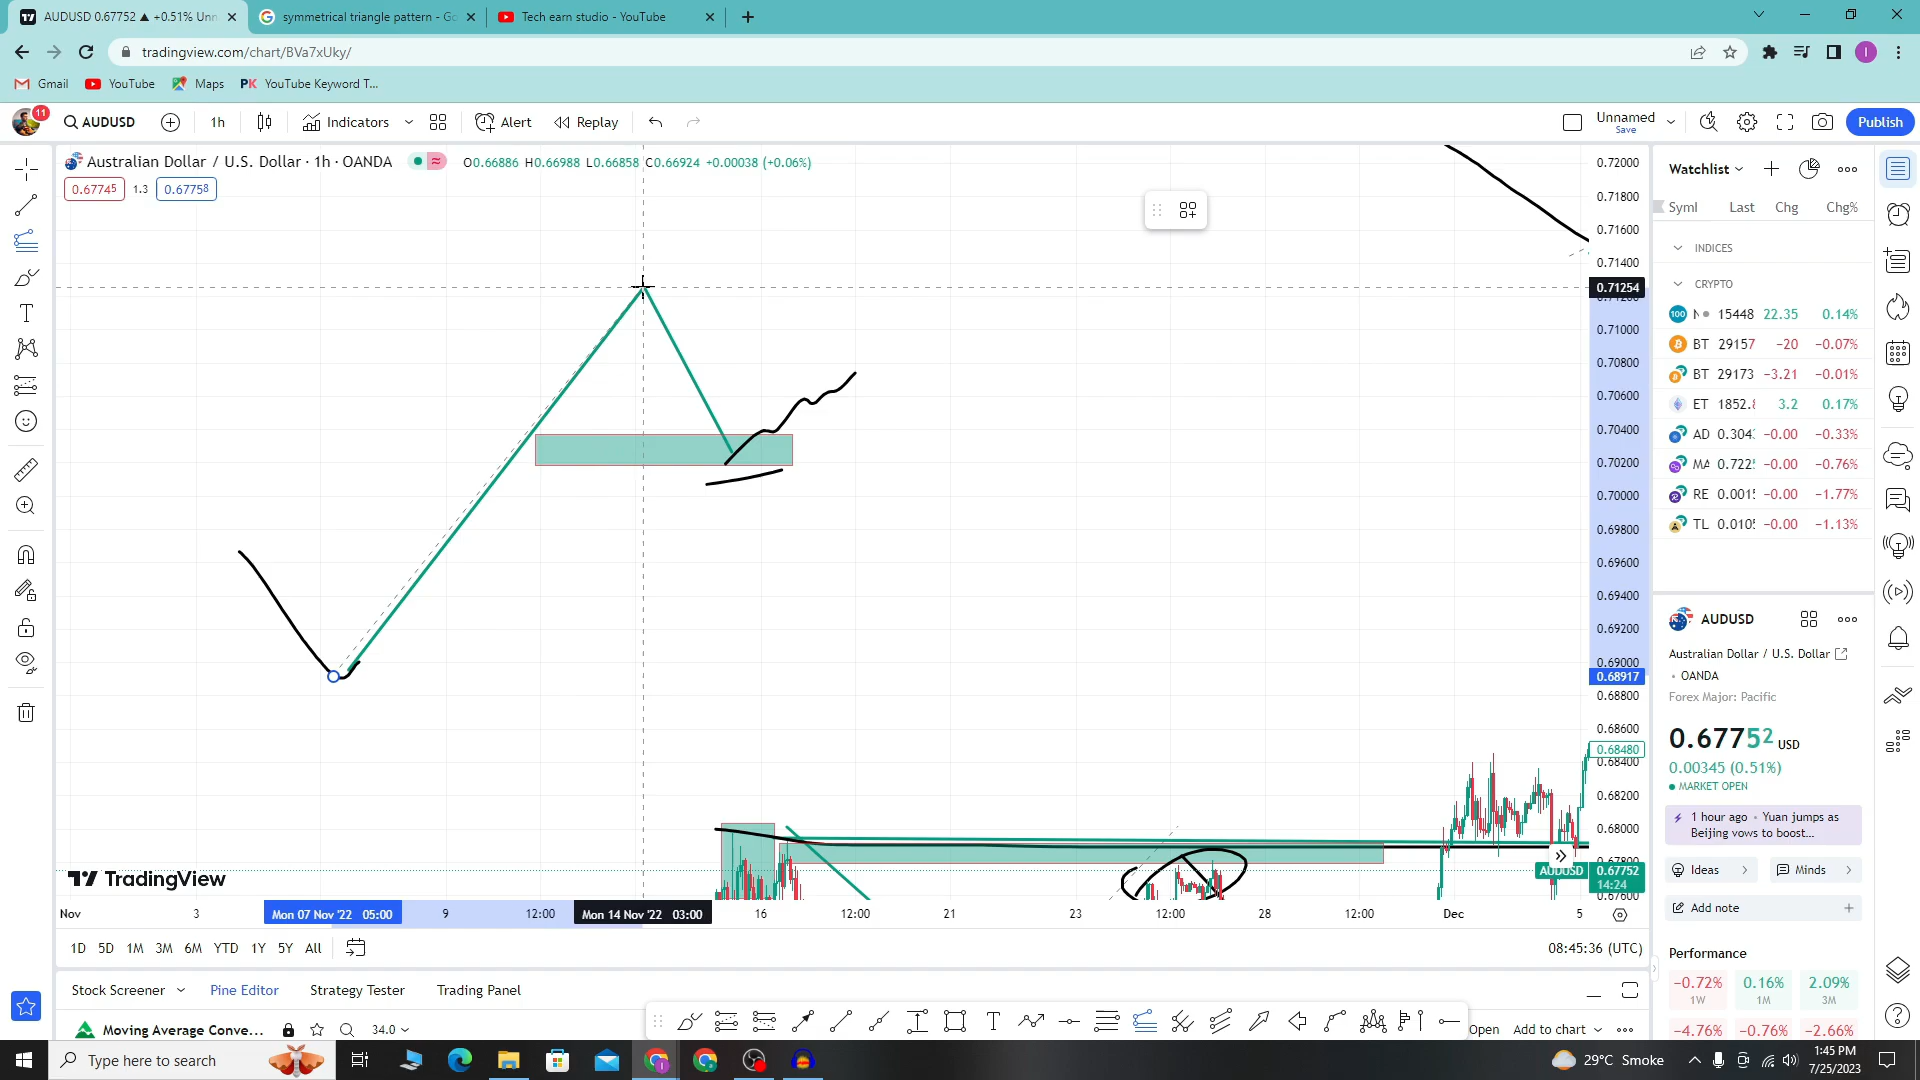 AUDUSD 0.67752 ▲ +0.51% Unn
symmetrical triangle pattern - Go
Tech earn studio - YouTube
tradingview.com/chart/BVa7xUky/
Gmail
YouTube
Maps
PK YouTube Keyword T...
11
AUDUSD
1h
Indicators
Alert
Replay
Unnamed
Save
Publish
Australian Dollar / U.S. Dollar · 1h · OANDA
O0.66886 H0.66988 L0.66858 C0.66924 +0.00038 (+0.06%)
0.67745
1.3
0.67758
0.72000
0.71800
0.71600
0.71400
0.71254
0.71000
0.70800
0.70600
0.70400
0.70200
0.70000
0.69800
0.69600
0.69400
0.69200
0.69000
0.68917
0.68800
0.68600
0.68480
0.68400
0.68200
0.68000
AUDUSD
0.67752
14:24
0.67600
TradingView
Nov
3
Mon 07 Nov '22 05:00
9
12:00
Mon 14 Nov '22 03:00
16
12:00
21
23
12:00
28
12:00
Dec
5
1D 5D 1M 3M 6M YTD 1Y 5Y All
08:45:36 (UTC)
Stock Screener
Pine Editor
Strategy Tester
Trading Panel
Moving Average Conve...
34.0
Open
Add to chart
Watchlist
Syml Last Chg Chg%
INDICES
CRYPTO
100 N 15448 22.35 0.14%
BT 29157 −20 −0.07%
BT 29173 −3.21 −0.01%
ET 1852.8 3.2 0.17%
AD 0.304 −0.00 −0.33%
MA 0.722 −0.00 −0.76%
RE 0.001 −0.00 −1.77%
TL 0.010 −0.00 −1.13%
AUDUSD
Australian Dollar / U.S. Dollar
• OANDA
Forex Major: Pacific
0.67752 USD
0.00345 (0.51%)
MARKET OPEN
1 hour ago • Yuan jumps as
Beijing vows to boost...
Ideas
Minds
Add note
Performance
−0.72% 0.16% 2.09%
1W 1M 3M
−4.76% −0.76% −2.66%
Type here to search
29°C Smoke
1:45 PM
7/25/2023